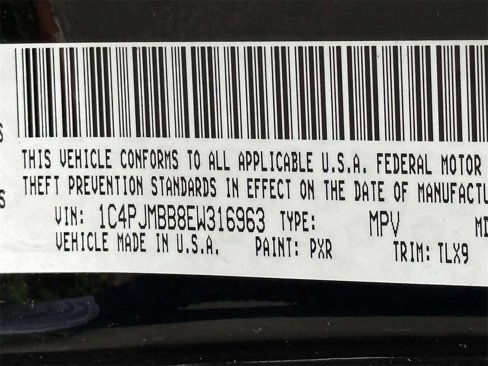 THIS VEHICLE CONFORMS TO ALL APPLICABLE U.S.A. FEDERAL MOTOR
THEFT PREVENTION STANDARDS IN EFFECT ON THE DATE OF MANUFACTU
VIN: 1C4PJMBB8EW316963 TYPE: MPV MD
VEHICLE MADE IN U.S.A. PAINT: PXR TRIM: TLX9